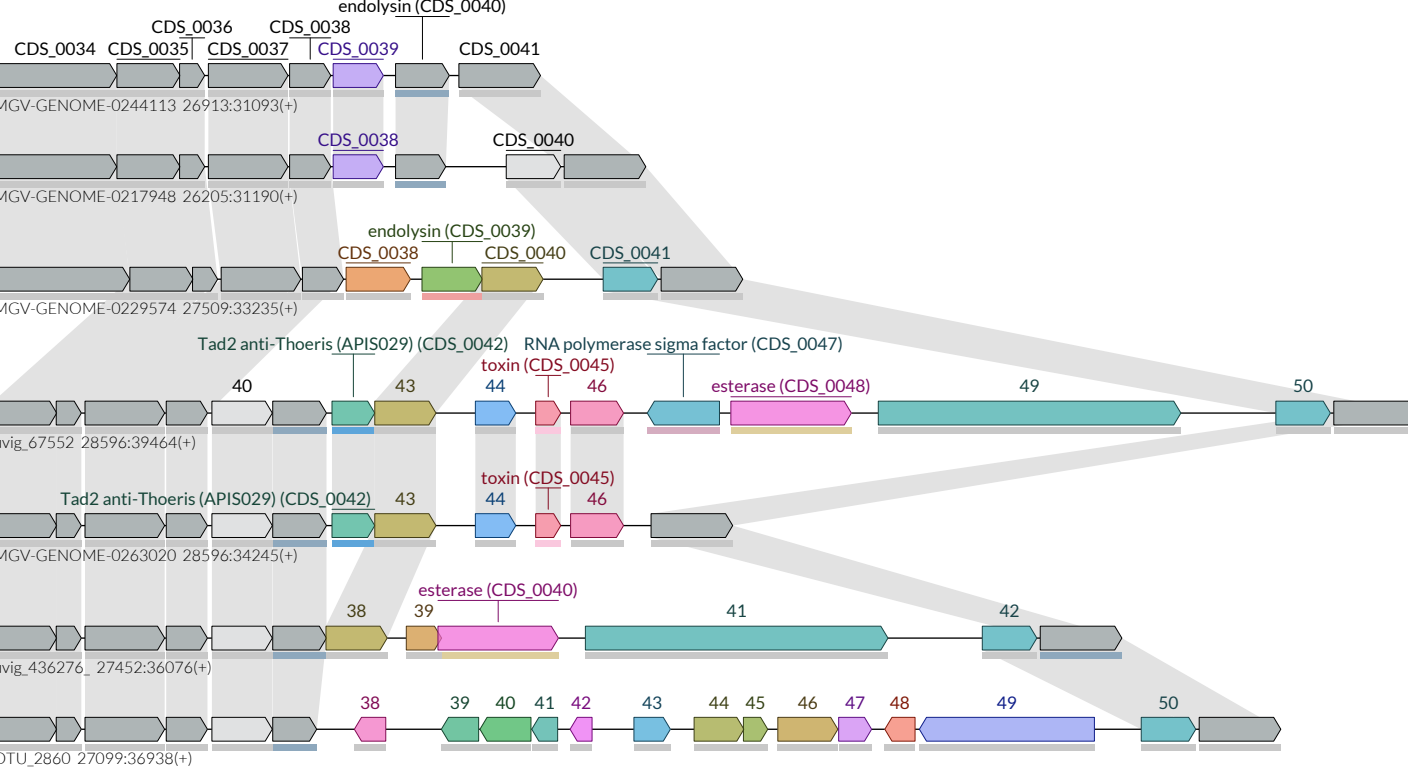 endolysin (CDS_0040)
CDS_0036 CDS_0038
CDS_0034 CDS_0035 CDS_0037 CDS_0039 CDS_0041
MGV-GENOME-0244113 26913:31093(+)
CDS_0038 CDS_0040
MGV-GENOME-0217948 26205:31190(+)
endolysin (CDS_0039)
CDS_0038 CDS_0040 CDS_0041
MGV-GENOME-0229574 27509:33235(+)
Tad2 anti-Thoeris (APIS029) (CDS_0042) RNA polymerase sigma factor (CDS_0047)
toxin (CDS_0045)
40 43 44 46 esterase (CDS_0048) 49 50
uvig_67552 28596:39464(+)
toxin (CDS_0045)
Tad2 anti-Thoeris (APIS029) (CDS_0042) 43 44 46
MGV-GENOME-0263020 28596:34245(+)
esterase (CDS_0040)
38 39 41 42
uvig_436276_ 27452:36076(+)
38 39 40 41 42 43 44 45 46 47 48 49 50
OTU_2860 27099:36938(+)